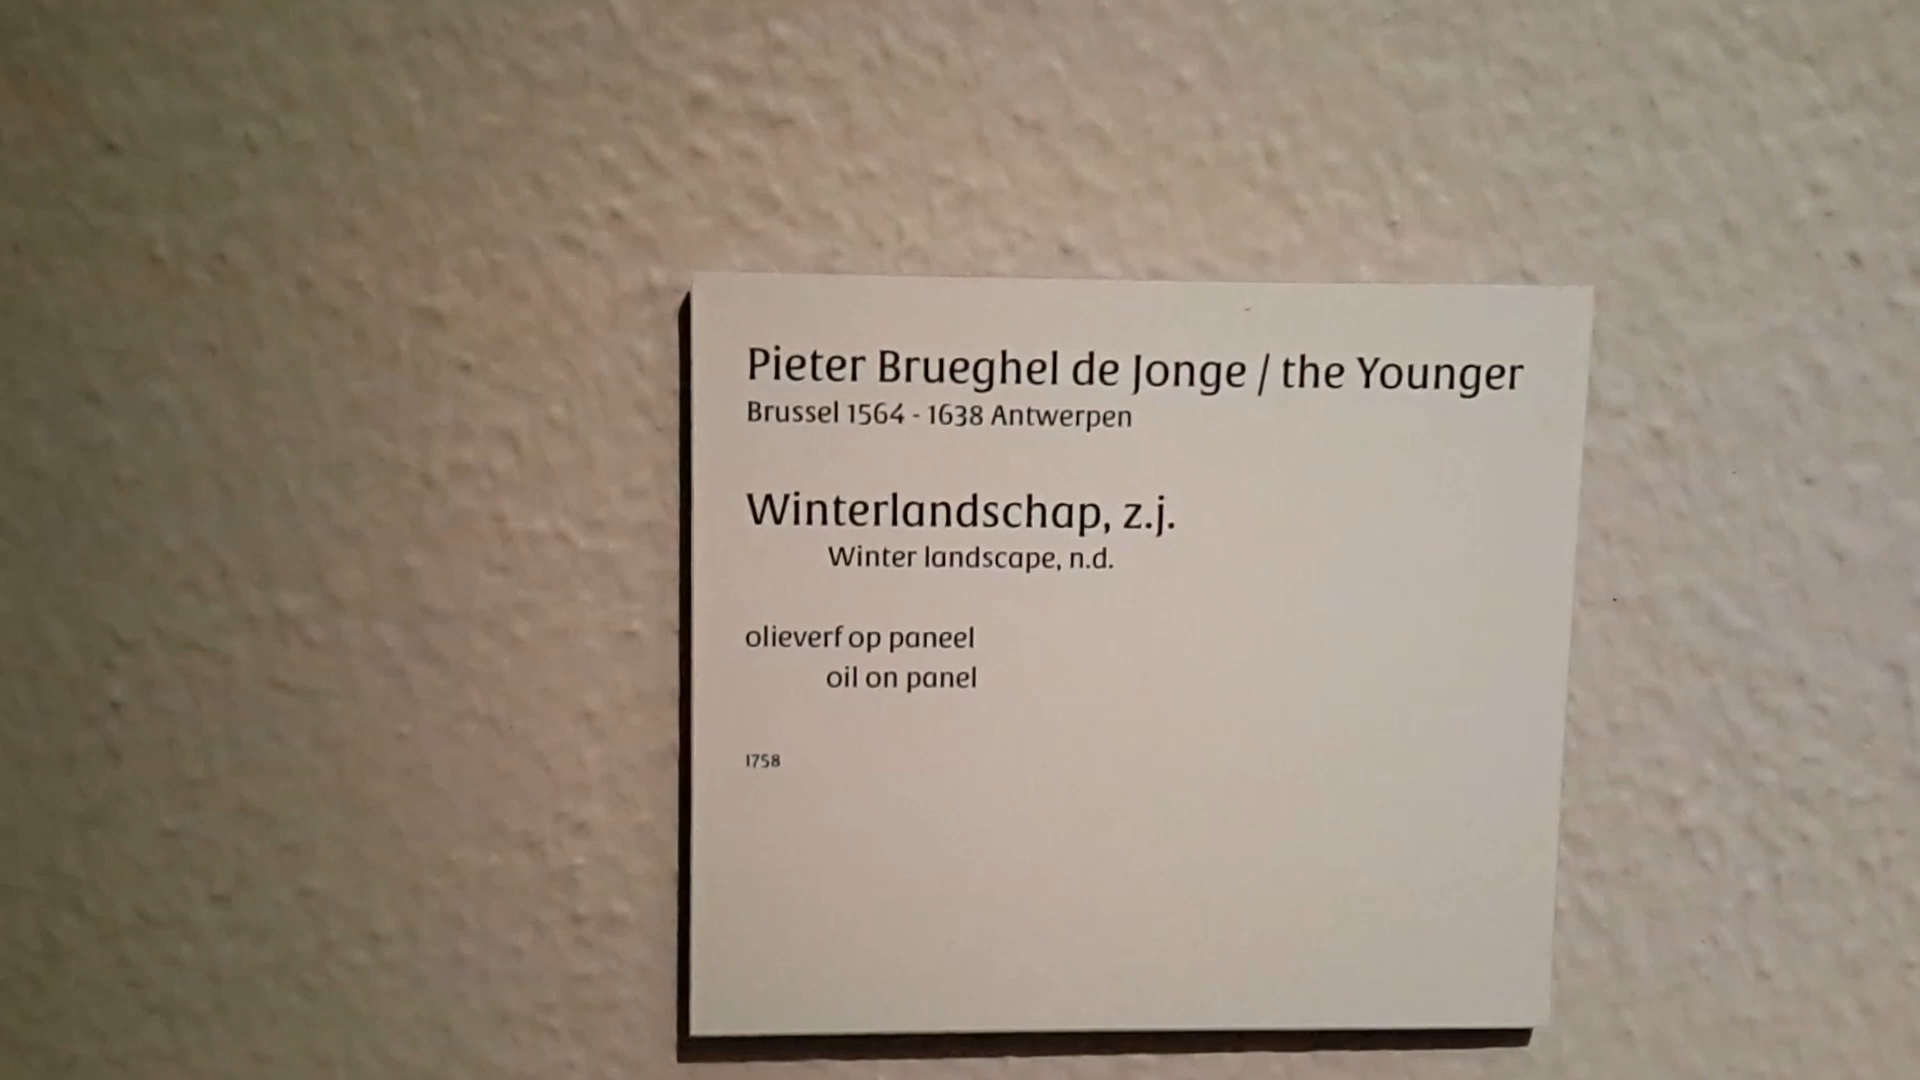 Pieter Brueghel de Jonge / the Younger
Brussel 1564 - 1638 Antwerpen
Winterlandschap, z.j.
Winter landscape, n.d.
olieverf op paneel
oil on panel
1758